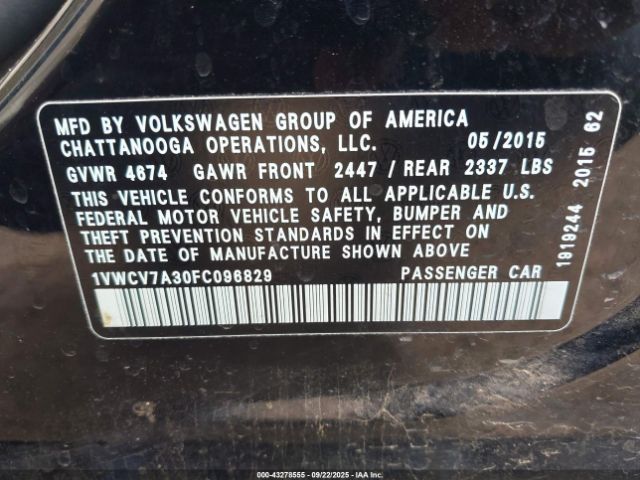 MFD BY VOLKSWAGEN GROUP OF AMERICA
CHATTANOOGA OPERATIONS, LLC. 05/2015
GVWR 4674 GAWR FRONT 2447 / REAR 2337 LBS
THIS VEHICLE CONFORMS TO ALL APPLICABLE U.S.
FEDERAL MOTOR VEHICLE SAFETY, BUMPER AND
THEFT PREVENTION STANDARDS IN EFFECT ON
THE DATE OF MANUFACTURE SHOWN ABOVE
1VWCV7A30FC096829 PASSENGER CAR
1919244 2015 62
000-43278555 - 09/22/2025 - IAA Inc.